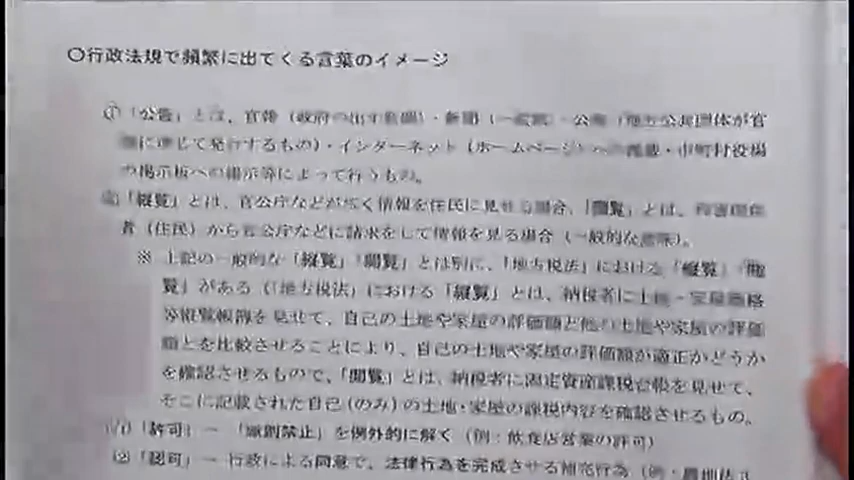 〇行政法規で頻繁に出てくる言葉のイメージ
①「公告」とは、官報（政府の出す新聞）・新聞（一般紙）・公報（地方公共団体が官
報に準じて発行するもの）・インターネット（ホームページ）への掲載・市町村役場
の掲示板への掲示等によって行うもの。
②「縦覧」とは、官公庁などが広く情報を住民に見せる場合、「閲覧」とは、利害関係
者（住民）から官公庁などに請求をして情報を見る場合（一般的な意味）。
※ 上記の一般的な「縦覧」「閲覧」とは別に、「地方税法」における「縦覧」「閲
覧」がある（「地方税法」における「縦覧」とは、納税者に土地・家屋価格
等縦覧帳簿を見せて、自己の土地や家屋の評価額と他の土地や家屋の評価
額とを比較させることにより、自己の土地や家屋の評価額が適正かどうか
を確認させるもので、「閲覧」とは、納税者に固定資産課税台帳を見せて、
そこに記載された自己（のみ）の土地・家屋の課税内容を確認させるもの。
(1)「許可」－「原則禁止」を例外的に解く（例：飲食店営業の許可）
(2)「認可」－行政による同意で、法律行為を完成させる補充行為（例：農地法3